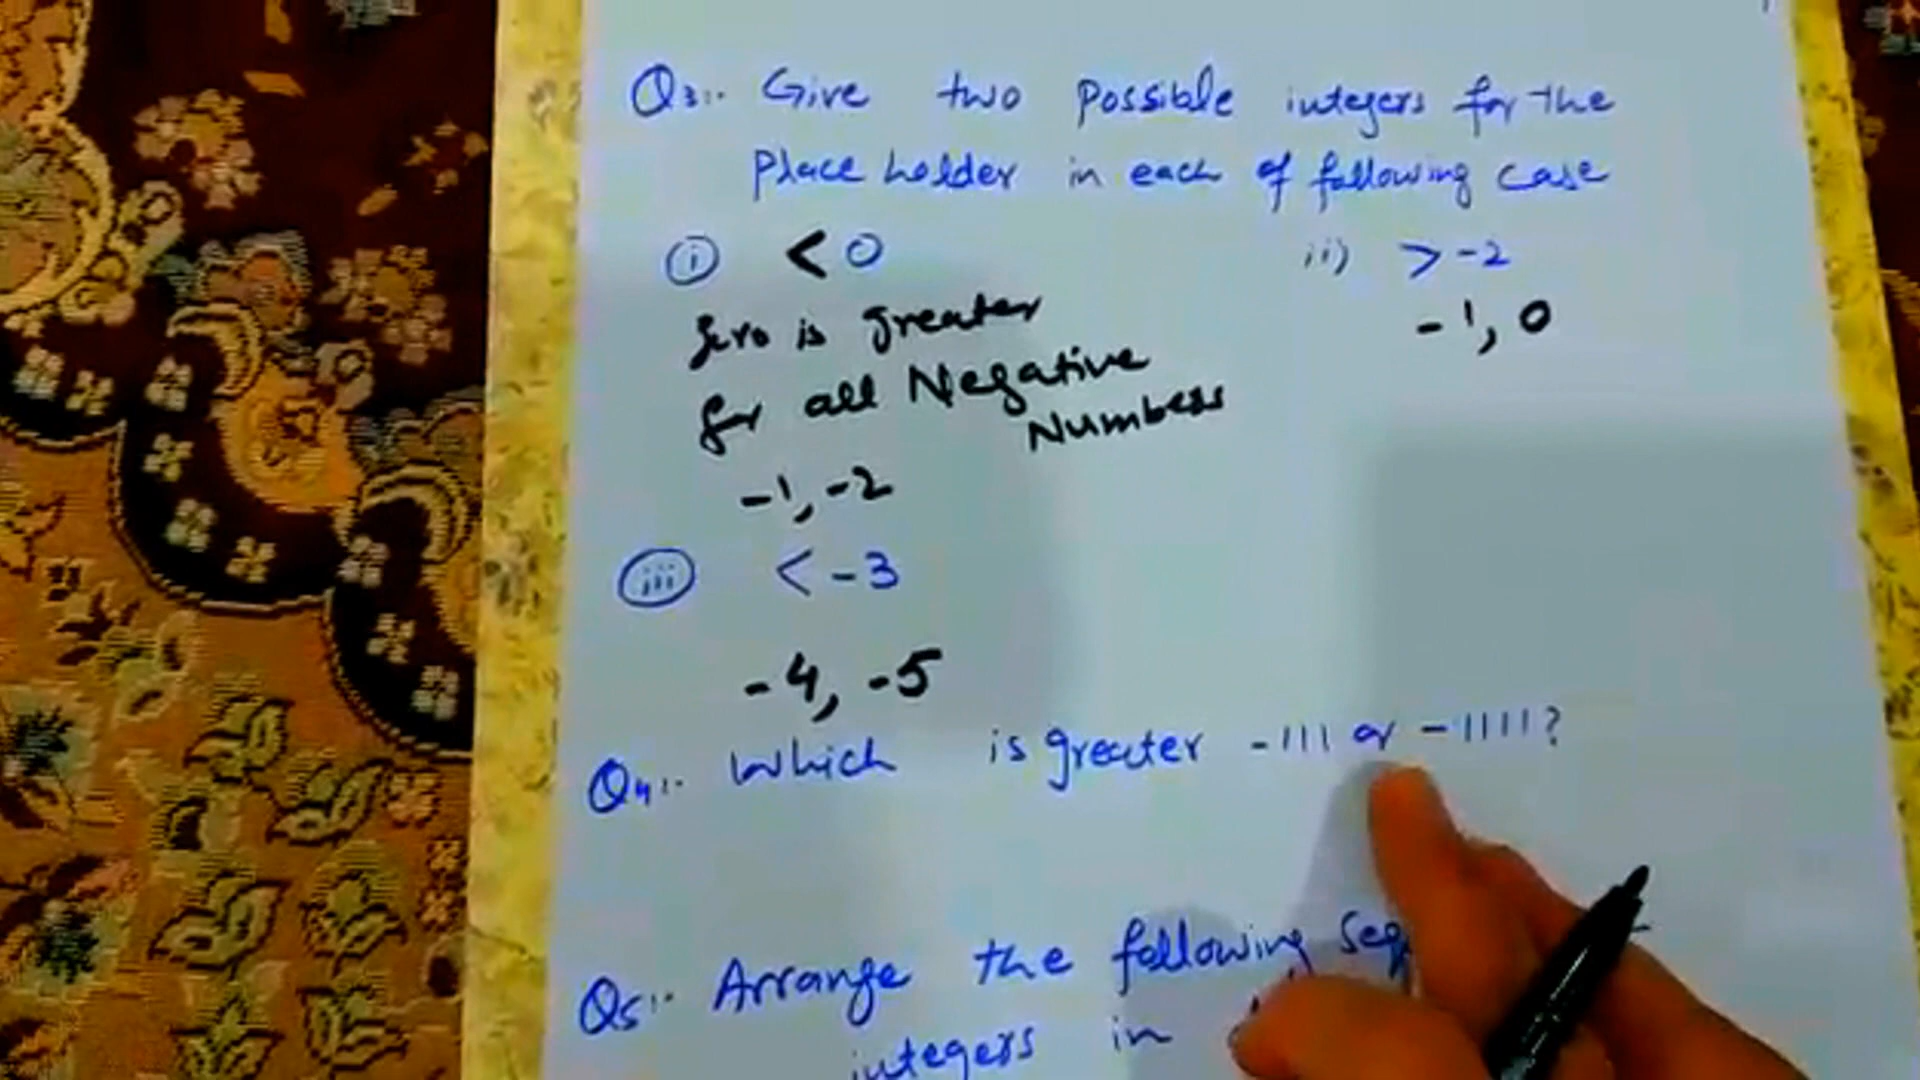 Q3:- Give two possible integers for the
Place holder in each of following case
(i) < 0
ii) > -2
Zero is greater
for all Negative
Numbers
-1, -2
-1, 0
(iii) < -3
-4, -5
Q4:- Which is greater -111 or -1111?
Q5:- Arrange the following
integers in